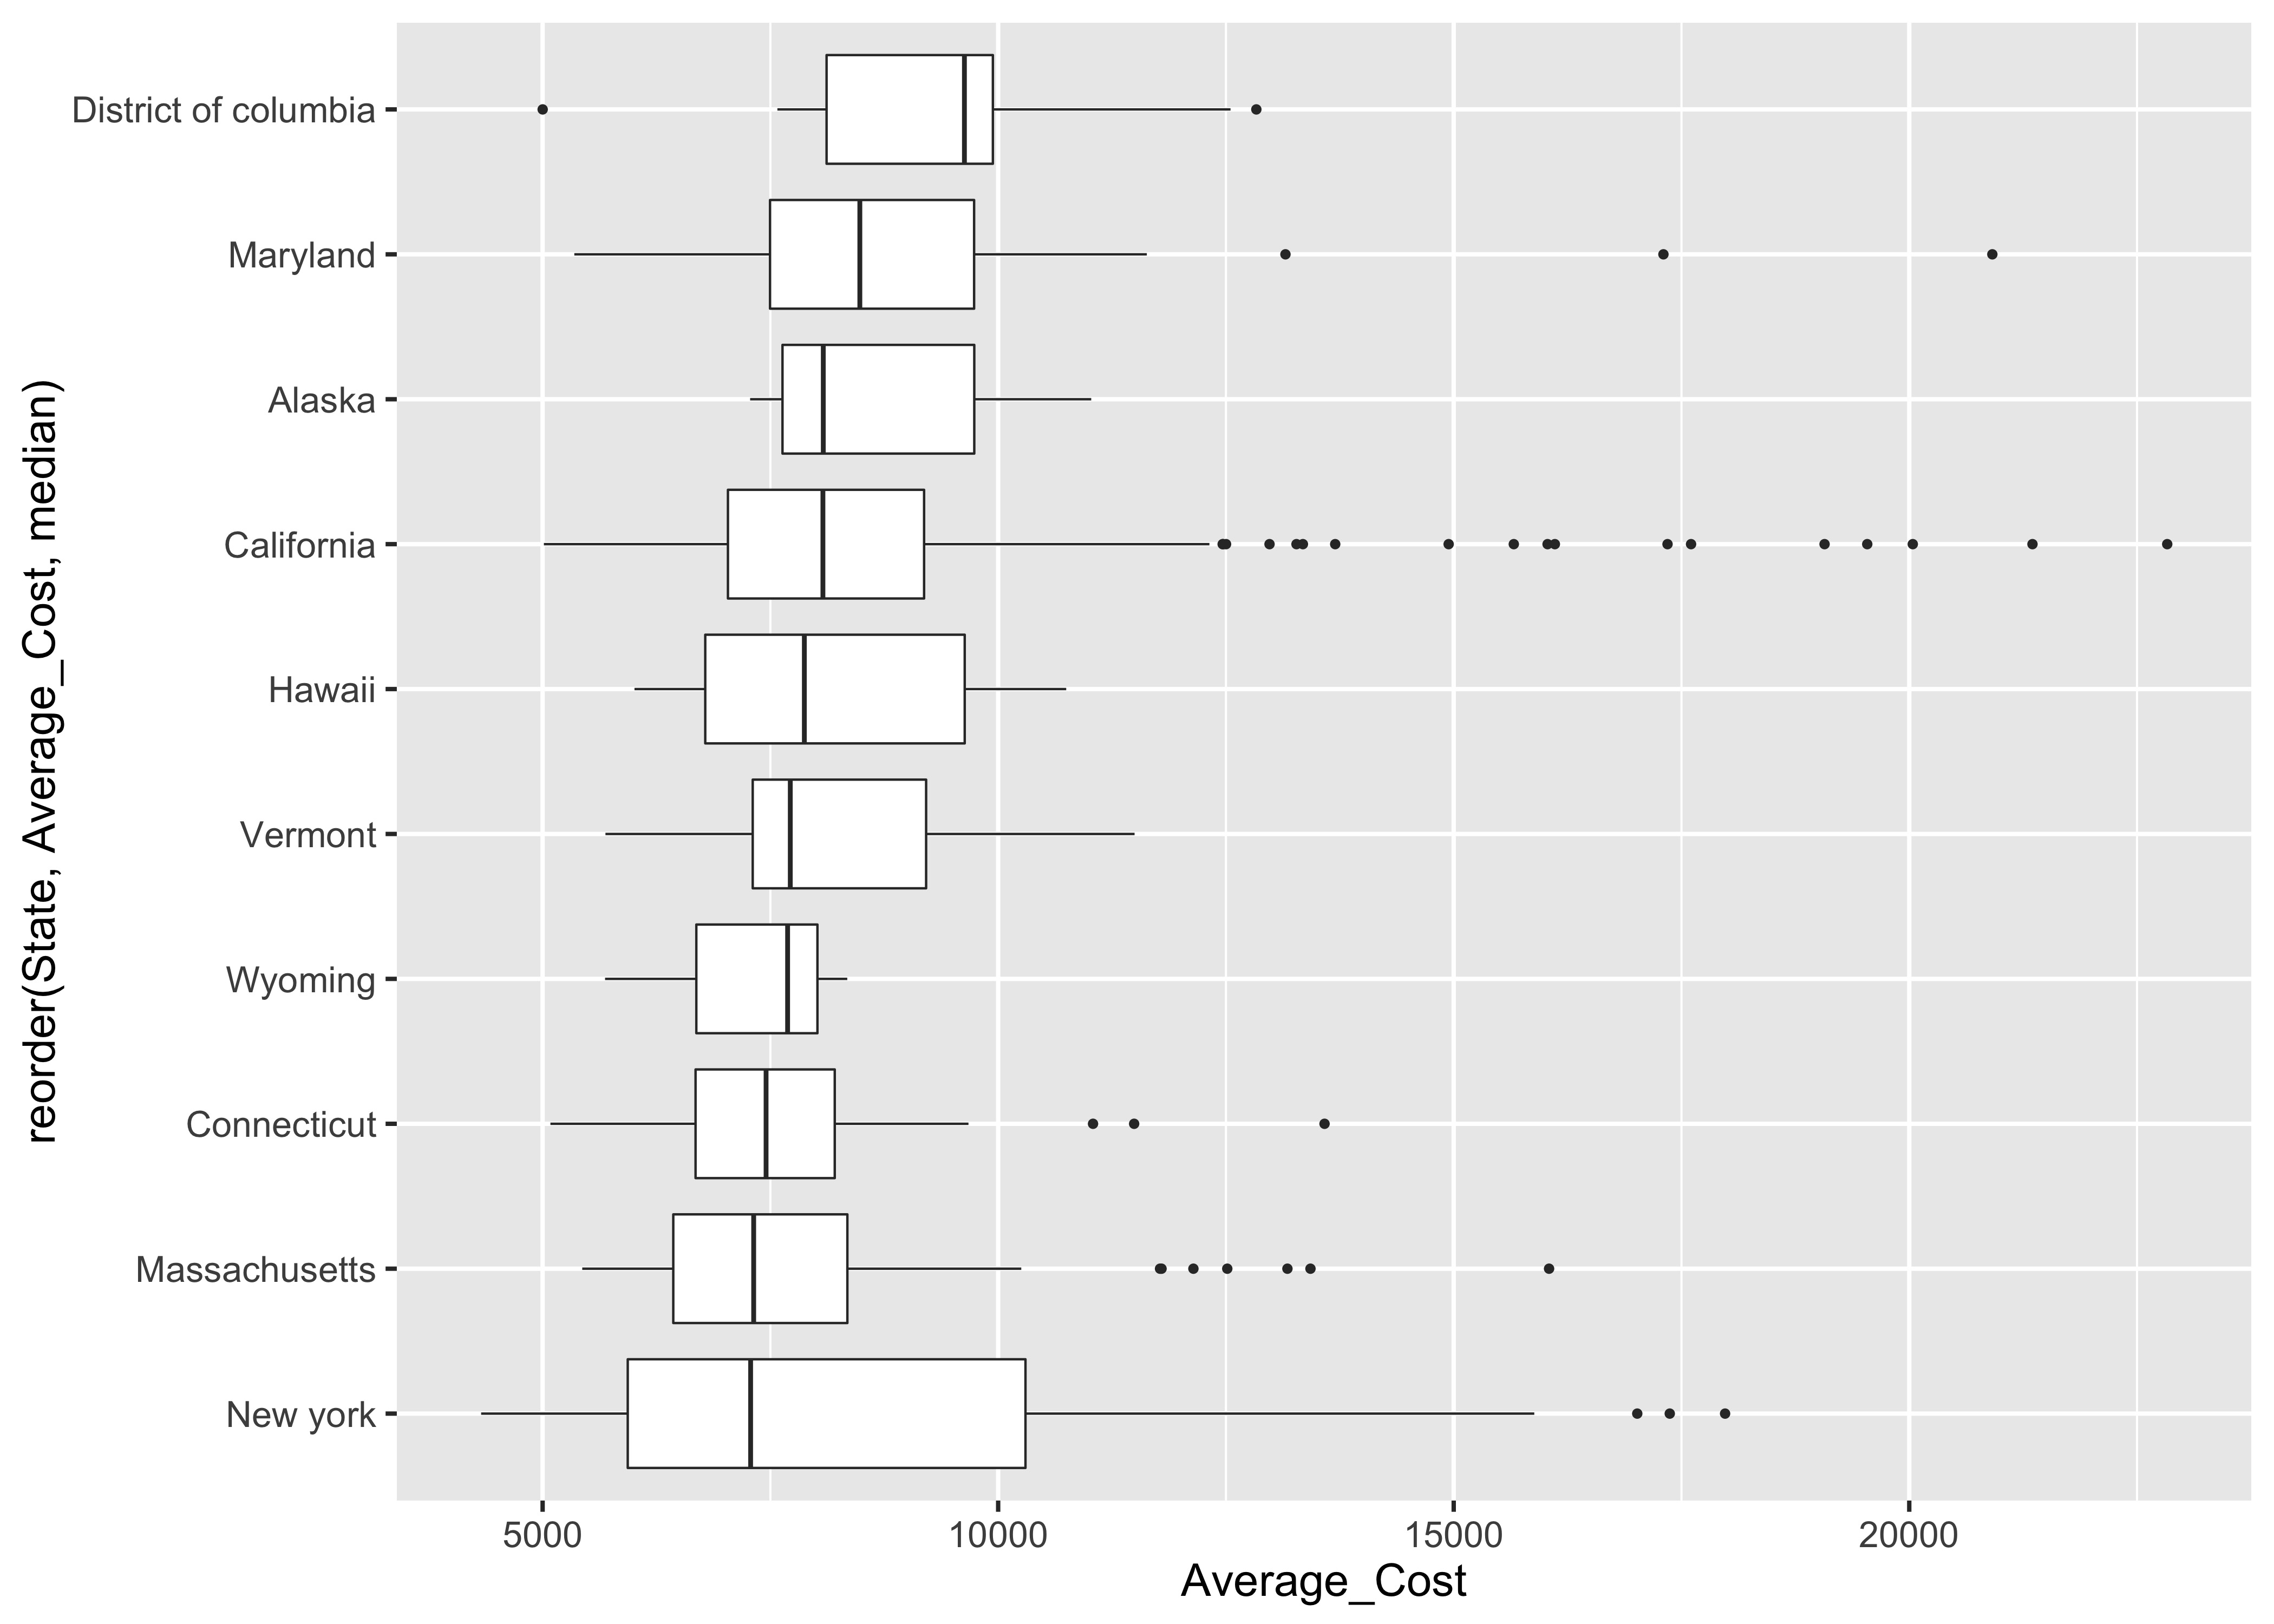 reorder(State, Average_Cost, median)
District of columbia
Maryland
Alaska
California
Hawaii
Vermont
Wyoming
Connecticut
Massachusetts
New york
5000 10000 15000 20000
Average_Cost